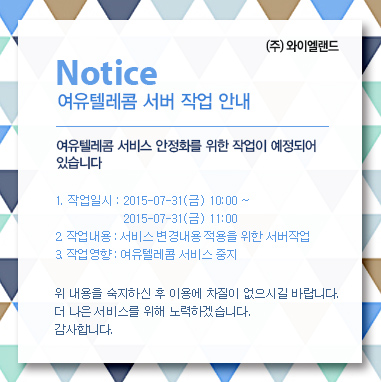 (주) 와이엘랜드
Notice
여유텔레콤 서버 작업 안내
여유텔레콤 서비스 안정화를 위한 작업이 예정되어
있습니다
1. 작업일시 : 2015-07-31(금) 10:00 ~
2015-07-31(금) 11:00
2. 작업내용 : 서비스 변경내용 적용을 위한 서버작업
3. 작업영향 : 여유텔레콤 서비스 중지
위 내용을 숙지하신 후 이용에 차질이 없으시길 바랍니다.
더 나은 서비스를 위해 노력하겠습니다.
감사합니다.